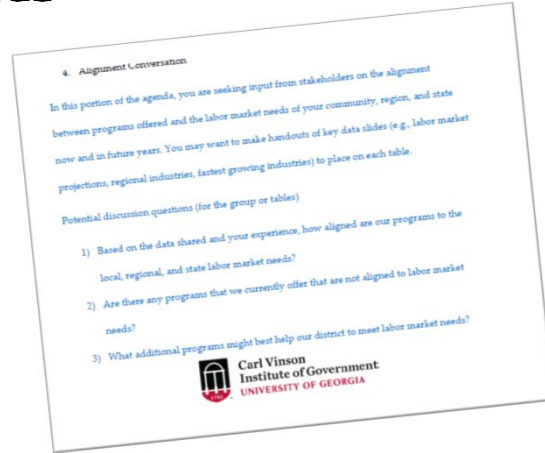 4. Alignment Conversation
In this portion of the agenda, you are seeking input from stakeholders on the alignment
between programs offered and the labor market needs of your community, region, and state
now and in future years. You may want to make handouts of key data slides (e.g., labor market
projections, regional industries, fastest growing industries) to place on each table.
Potential discussion questions (for the group or tables)
1) Based on the data shared and your experience, how aligned are our programs to the
local, regional, and state labor market needs?
2) Are there any programs that we currently offer that are not aligned to labor market
needs?
3) What additional programs might best help our district to meet labor market needs?
Carl Vinson
Institute of Government
UNIVERSITY OF GEORGIA